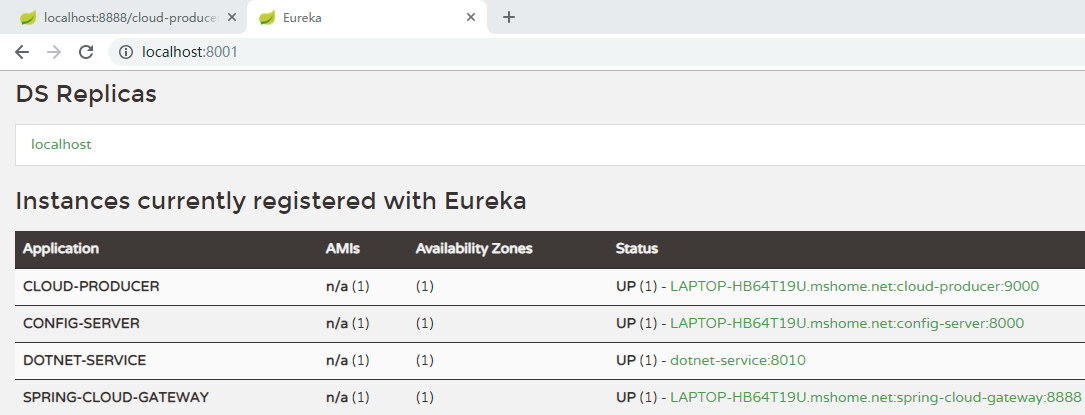 localhost:8888/cloud-produce
Eureka
localhost:8001
DS Replicas
localhost
Instances currently registered with Eureka
Application AMIs Availability Zones Status
CLOUD-PRODUCER n/a (1) (1) UP (1) - LAPTOP-HB64T19U.mshome.net:cloud-producer:9000
CONFIG-SERVER n/a (1) (1) UP (1) - LAPTOP-HB64T19U.mshome.net:config-server:8000
DOTNET-SERVICE n/a (1) (1) UP (1) - dotnet-service:8010
SPRING-CLOUD-GATEWAY n/a (1) (1) UP (1) - LAPTOP-HB64T19U.mshome.net:spring-cloud-gateway:8888